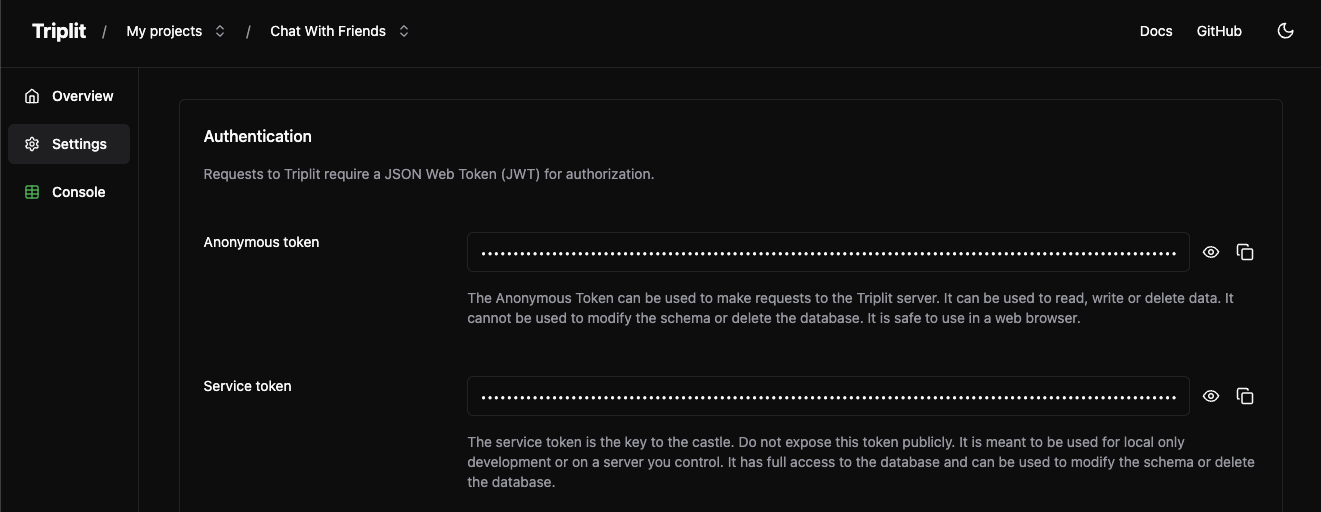 Triplit / My projects / Chat With Friends Docs GitHub
Overview
Settings
Console
Authentication
Requests to Triplit require a JSON Web Token (JWT) for authorization.
Anonymous token
The Anonymous Token can be used to make requests to the Triplit server. It can be used to read, write or delete data. It
cannot be used to modify the schema or delete the database. It is safe to use in a web browser.
Service token
The service token is the key to the castle. Do not expose this token publicly. It is meant to be used for local only
development or on a server you control. It has full access to the database and can be used to modify the schema or delete
the database.